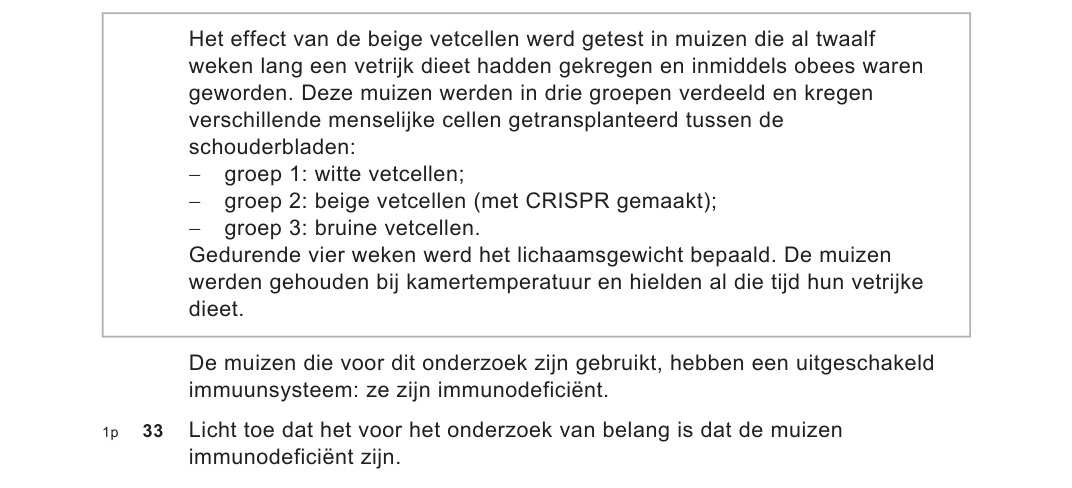 Het effect van de beige vetcellen werd getest in muizen die al twaalf
weken lang een vetrijk dieet hadden gekregen en inmiddels obees waren
geworden. Deze muizen werden in drie groepen verdeeld en kregen
verschillende menselijke cellen getransplanteerd tussen de
schouderbladen:
– groep 1: witte vetcellen;
– groep 2: beige vetcellen (met CRISPR gemaakt);
– groep 3: bruine vetcellen.
Gedurende vier weken werd het lichaamsgewicht bepaald. De muizen
werden gehouden bij kamertemperatuur en hielden al die tijd hun vetrijke
dieet.
De muizen die voor dit onderzoek zijn gebruikt, hebben een uitgeschakeld
immuunsysteem: ze zijn immunodeficiënt.
1p 33 Licht toe dat het voor het onderzoek van belang is dat de muizen
immunodeficiënt zijn.